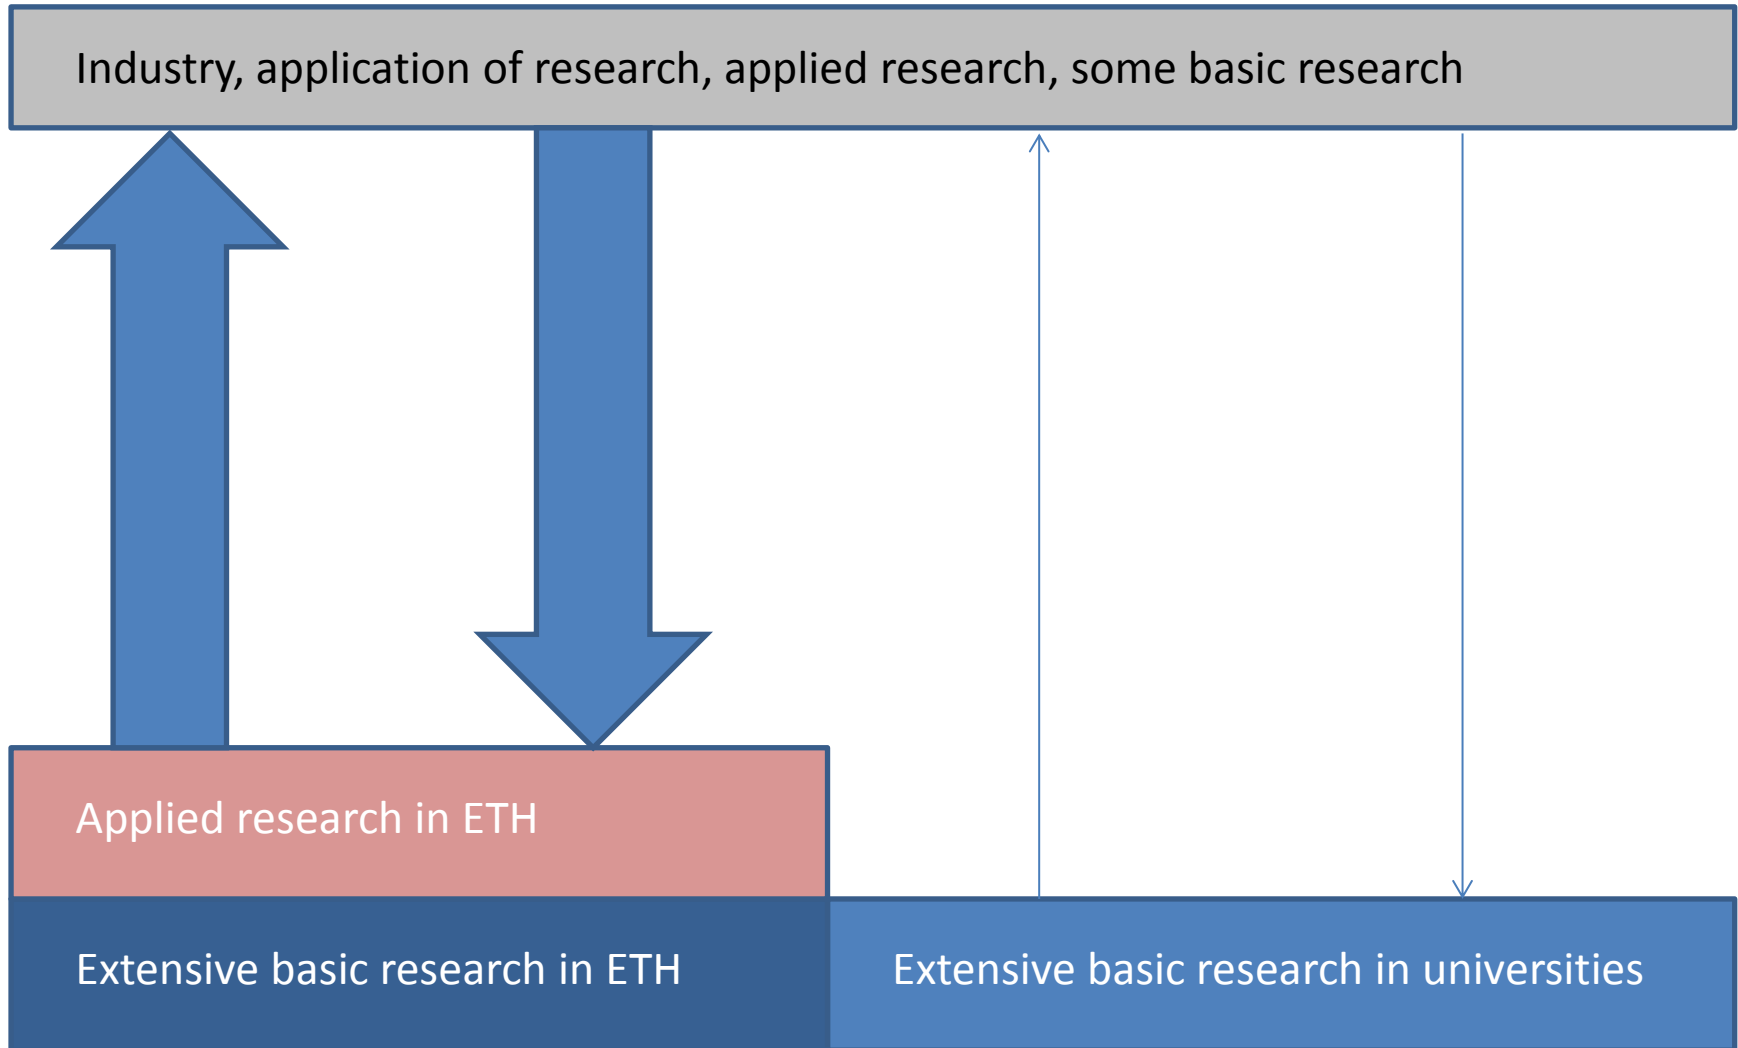 Industry, application of research, applied research, some basic research
Applied research in ETH
Extensive basic research in ETH
Extensive basic research in universities